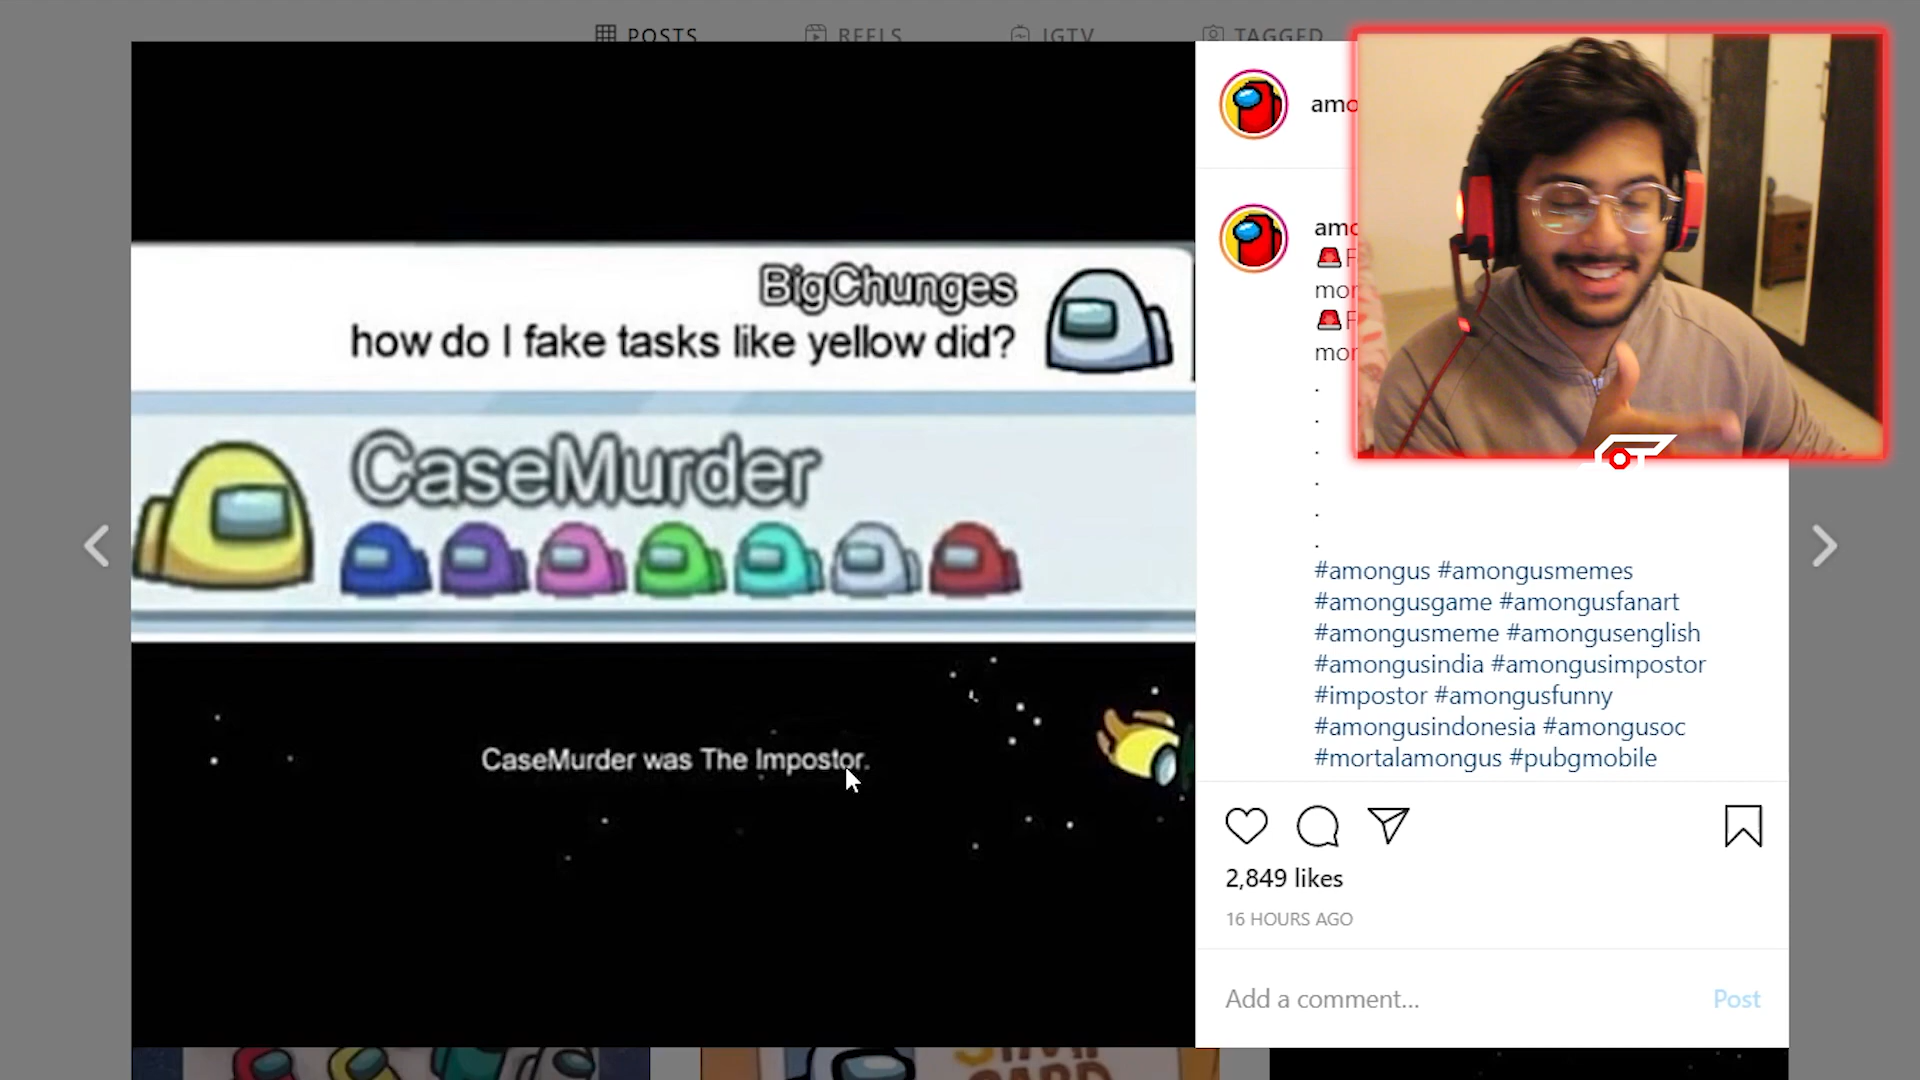 POSTS
REELS
IGTV
TAGGED
BigChunges
how do I fake tasks like yellow did?
CaseMurder
CaseMurder was The Impostor.
amo
amo
mor
mor
.
.
.
.
.
.
#amongus #amongusmemes
#amongusgame #amongusfanart
#amongusmeme #amongusenglish
#amongusindia #amongusimpostor
#impostor #amongusfunny
#amongusindonesia #amongusoc
#mortalamongus #pubgmobile
2,849 likes
16 HOURS AGO
Add a comment...
Post